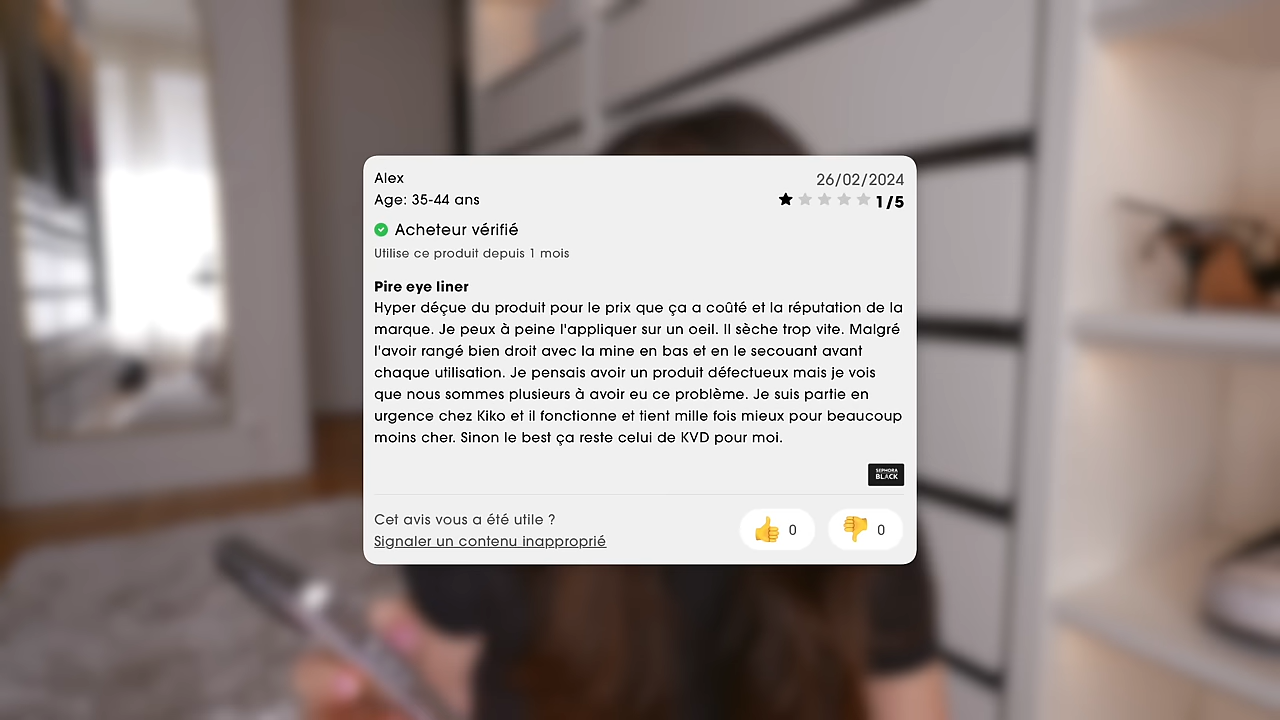 Alex
26/02/2024
Age: 35-44 ans
1/5
Acheteur vérifié
Utilise ce produit depuis 1 mois
Pire eye liner
Hyper déçue du produit pour le prix que ça a coûté et la réputation de la
marque. Je peux à peine l'appliquer sur un oeil. Il sèche trop vite. Malgré
l'avoir rangé bien droit avec la mine en bas et en le secouant avant
chaque utilisation. Je pensais avoir un produit défectueux mais je vois
que nous sommes plusieurs à avoir eu ce problème. Je suis partie en
urgence chez Kiko et il fonctionne et tient mille fois mieux pour beaucoup
moins cher. Sinon le best ça reste celui de KVD pour moi.
SEPHORA
BLACK
Cet avis vous a été utile ?
0
0
Signaler un contenu inapproprié